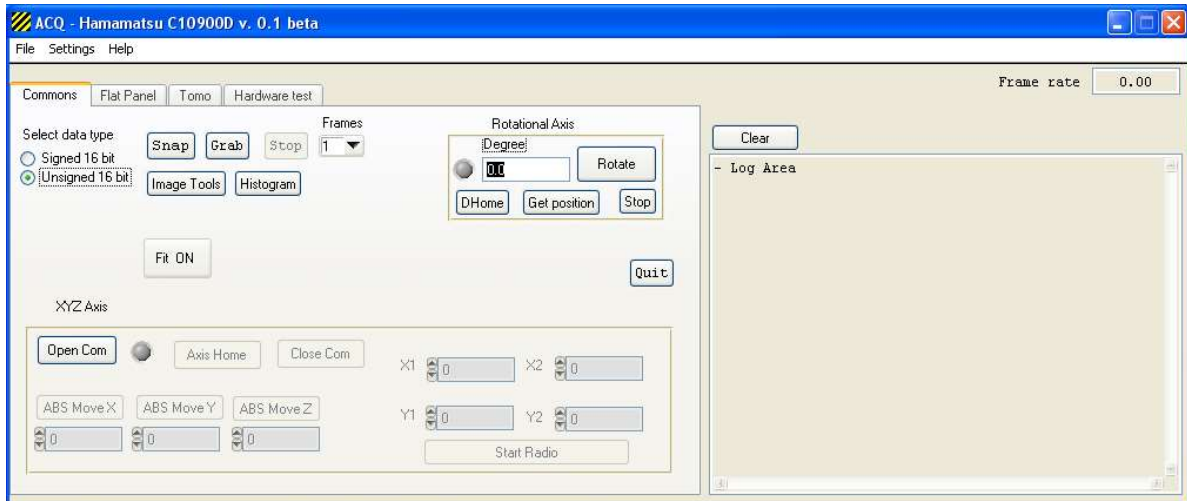 ACQ - Hamamatsu C10900D v. 0.1 beta
File Settings Help
Frame rate 0.00
Commons Flat Panel Tomo Hardware test
Select data type
Signed 16 bit
Unsigned 16 bit
Snap Grab Stop
Frames
1
Image Tools Histogram
Fit ON
Rotational Axis
Degree
0.0
Rotate
DHome Get position Stop
Quit
Clear
- Log Area
XYZ Axis
Open Com Axis Home Close Com
X1 0 X2 0
ABS Move X ABS Move Y ABS Move Z
0 0 0
Y1 0 Y2 0
Start Radio